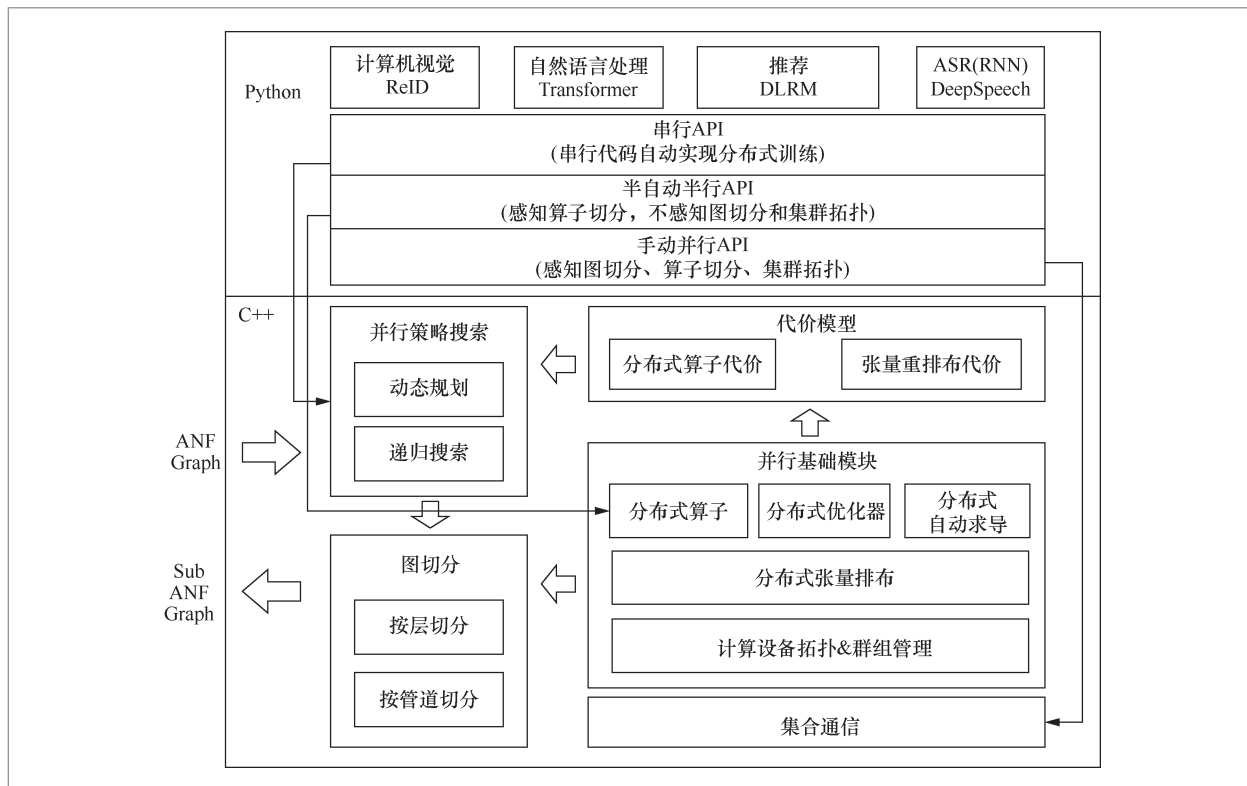 Python
计算机视觉
ReID
自然语言处理
Transformer
推荐
DLRM
ASR(RNN)
DeepSpeech
串行API
(串行代码自动实现分布式训练)
半自动半行API
(感知算子切分，不感知图切分和集群拓扑)
手动并行API
(感知图切分、算子切分、集群拓扑)
C++
并行策略搜索
动态规划
递归搜索
代价模型
分布式算子代价
张量重排布代价
ANF
Graph
并行基础模块
分布式算子
分布式优化器
分布式
自动求导
分布式张量排布
计算设备拓扑&群组管理
Sub
ANF
Graph
图切分
按层切分
按管道切分
集合通信